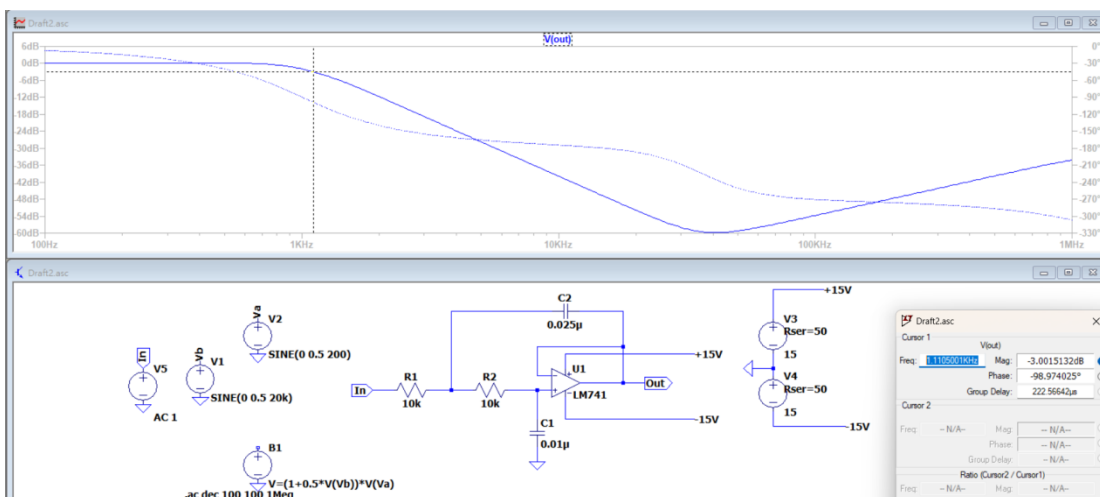 Draft2.asc
V(out)
6dB
0dB
-6dB
-12dB
-18dB
-24dB
-30dB
-36dB
-42dB
-48dB
-54dB
-60dB
0°
-30°
-60°
-90°
-120°
-150°
-180°
-210°
-240°
-270°
-300°
-330°
100Hz 1KHz 10KHz 100KHz 1MHz
Draft2.asc
Va
V2
SINE(0 0.5 200)
In
V5
AC 1
Vb
V1
SINE(0 0.5 20k)
B1
V=(1+0.5*V(Vb))*V(Va)
.ac dec 100 100 1Meg
C2
0.025µ
In
R1
10k
R2
10k
C1
0.01µ
U1
LM741
+15V
-15V
Out
+15V
V3
Rser=50
15
V4
Rser=50
15
-15V
Draft2.asc
Cursor 1
V(out)
Freq: 1.1105001KHz Mag: -3.0015132dB
Phase: -98.974025°
Group Delay: 222.56642µs
Cursor 2
Freq: -- N/A-- Mag: -- N/A--
Phase: -- N/A--
Group Delay: -- N/A--
Ratio (Cursor2 / Cursor1)
Freq: -- N/A-- Mag: -- N/A--